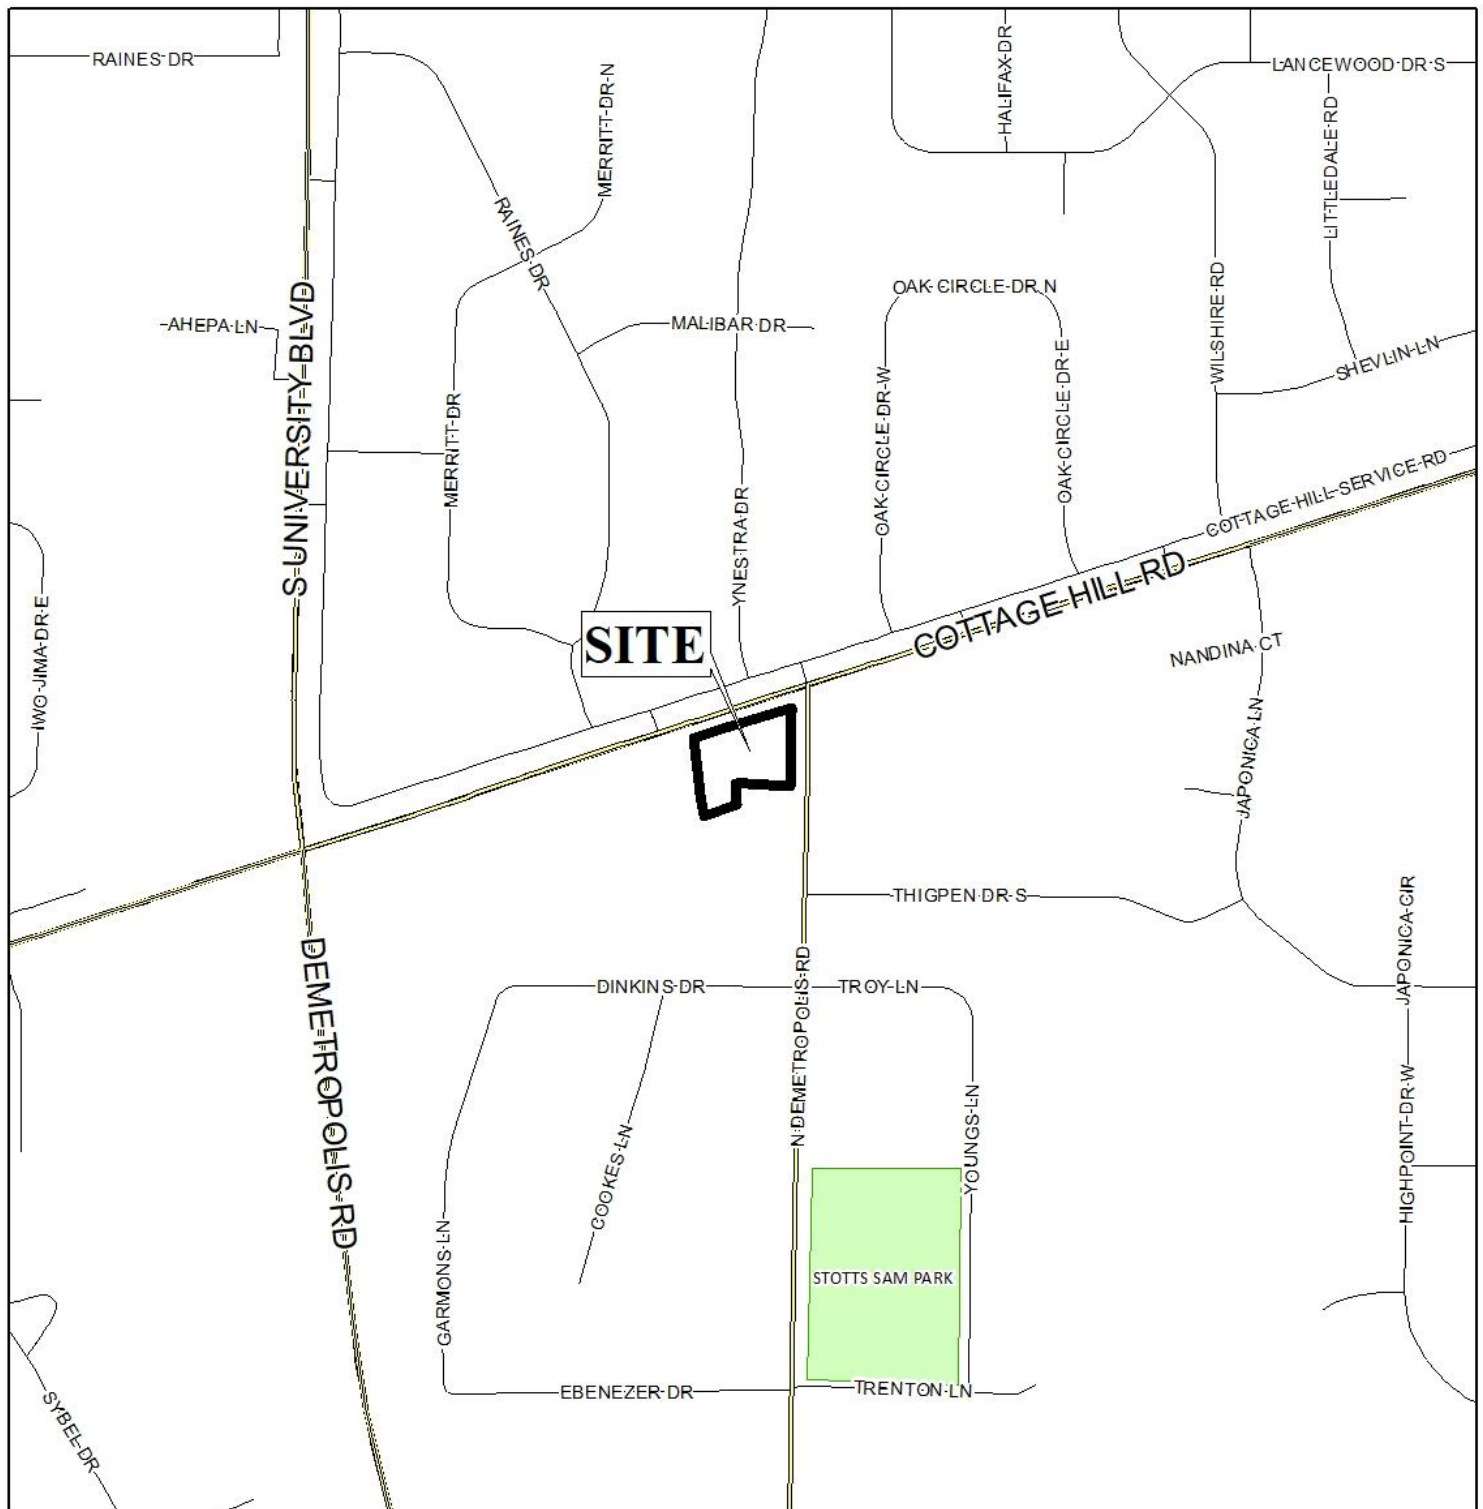 RAINES DR
LANCEWOOD DR S
HALIFAX DR
MERRITT DR N
LITTLEDALE RD
RAINES DR
WILSHIRE RD
OAK CIRCLE DR N
AHEPA LN
MALIBAR DR
S UNIVERSITY BLVD
SHEVLIN LN
MERRITT DR
OAK CIRCLE DR W
OAK CIRCLE DR E
COTTAGE HILL SERVICE RD
YNESTRA DR
COTTAGE HILL RD
IWO JIMA DR E
SITE
NANDINA CT
JAPONICA LN
THIGPEN DR S
JAPONICA CIR
DEMETROPOLIS RD
DINKINS DR
TROY LN
N DEMETROPOLIS RD
COOKES LN
YOUNGS LN
HIGHPOINT DR W
GARMONS LN
STOTTS SAM PARK
EBENEZER DR
TRENTON LN
SYBEL DR